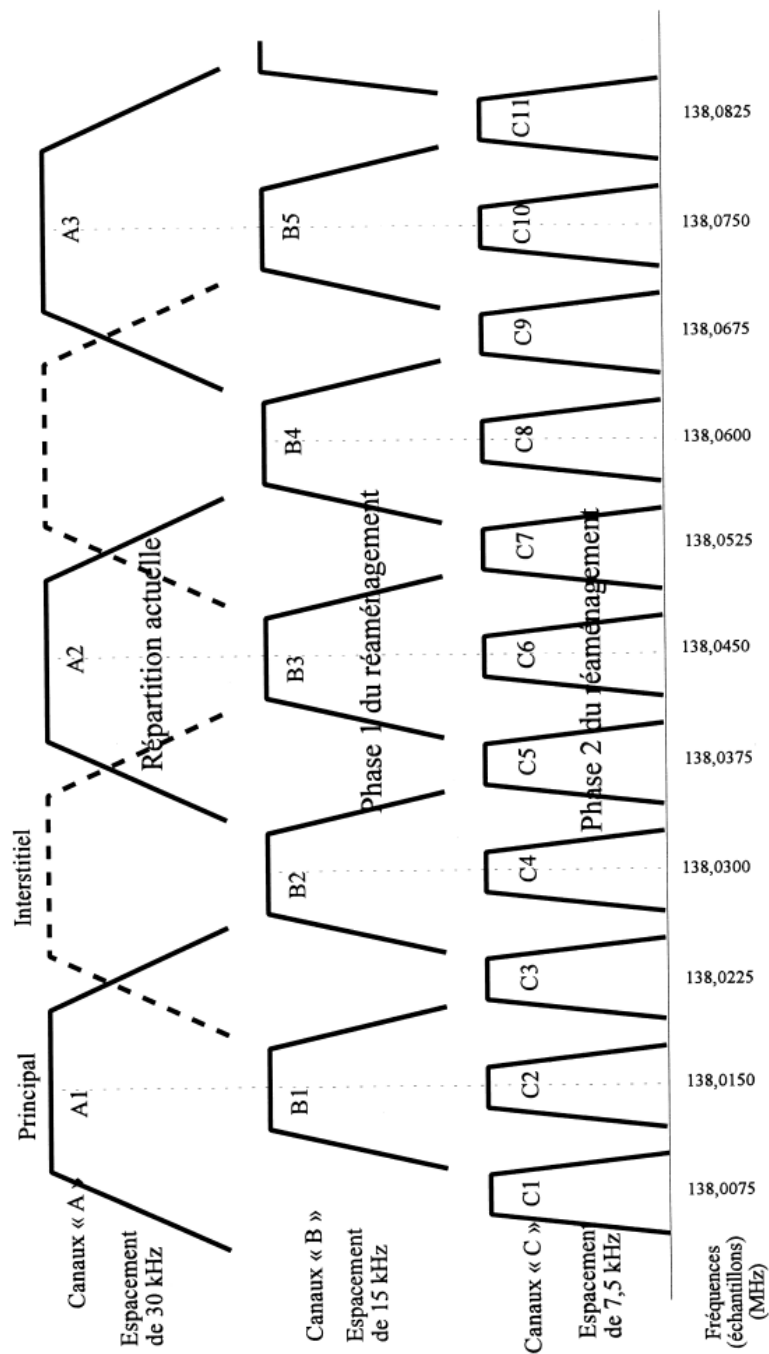 Principal
Interstitiel
Canaux « A »
Espacement
de 30 kHz
A1
A2
A3
Répartition actuelle
Canaux « B »
Espacement
de 15 kHz
B1
B2
B3
B4
B5
Phase 1 du réaménagement
Canaux « C »
Espacement
de 7,5 kHz
C1
C2
C3
C4
C5
C6
C7
C8
C9
C10
C11
Phase 2 du réaménagement
Fréquences
(échantillons)
(MHz)
138,0075
138,0150
138,0225
138,0300
138,0375
138,0450
138,0525
138,0600
138,0675
138,0750
138,0825